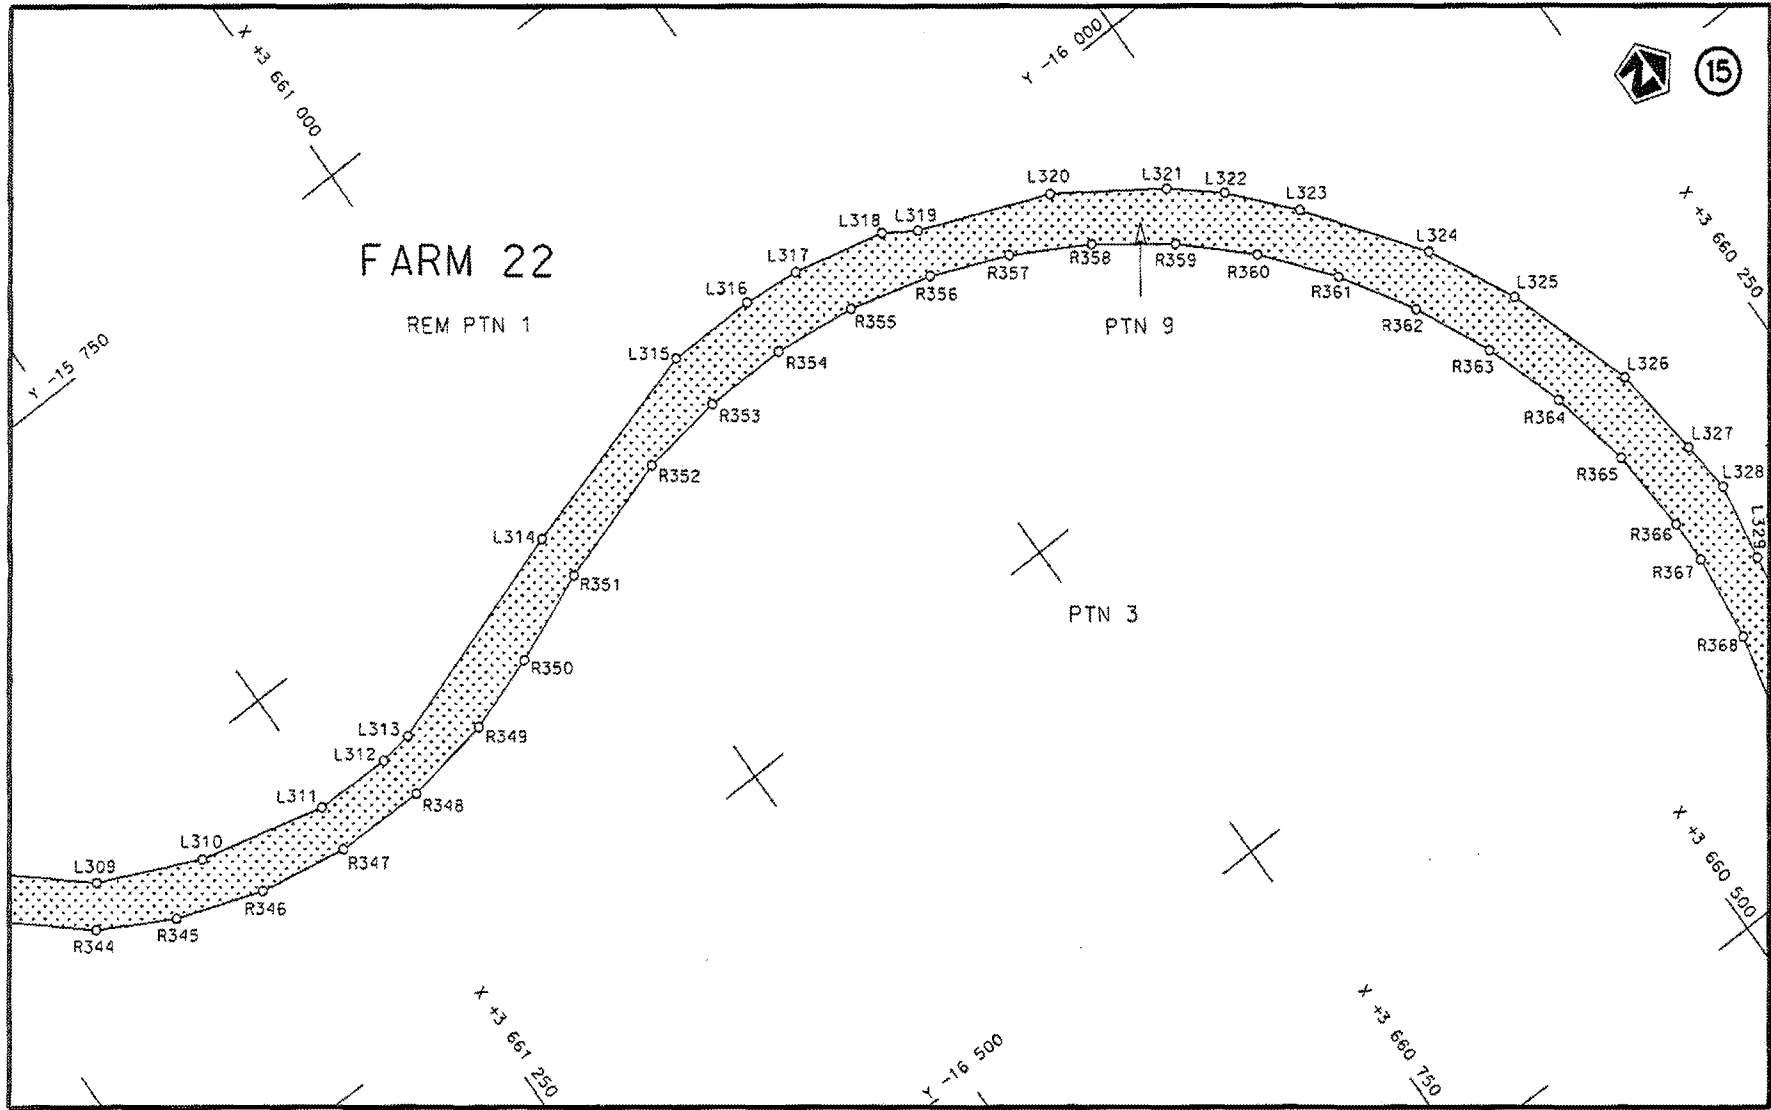 X +3 661 000
Y -16 000
15
X +3 660 250
FARM 22
REM PTN 1
Y -15 750
L309
L310
L311
L312
L313
L314
L315
L316
L317
L318
L319
L320
L321
L322
L323
L324
L325
L326
L327
L328
L329
R344
R345
R346
R347
R348
R349
R350
R351
R352
R353
R354
R355
R356
R357
R358
R359
R360
R361
R362
R363
R364
R365
R366
R367
R368
PTN 9
PTN 3
X +3 660 500
X +3 661 250
Y -16 500
X +3 660 750